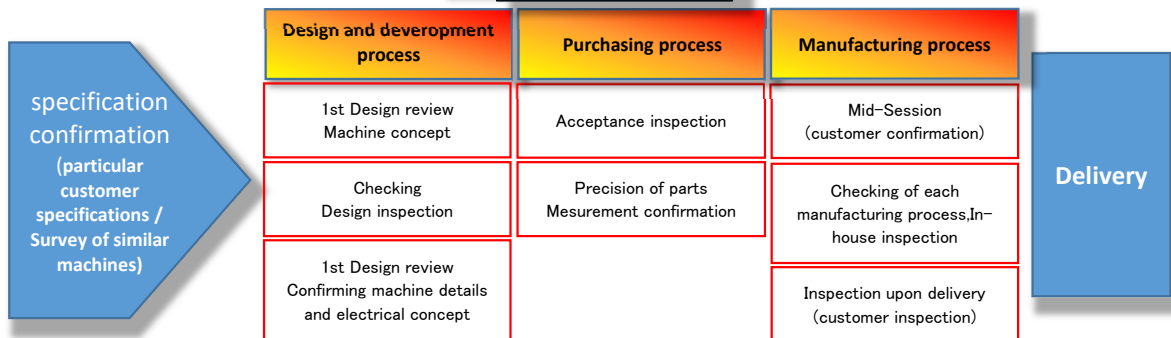 specification
confirmation
(particular
customer
specifications /
Survey of similar
machines)
Design and deveropment
process
1st Design review
Machine concept
Checking
Design inspection
1st Design review
Confirming machine details
and electrical concept
Purchasing process
Acceptance inspection
Precision of parts
Mesurement confirmation
Manufacturing process
Mid-Session
(customer confirmation)
Checking of each
manufacturing process,In-
house inspection
Inspection upon delivery
(customer inspection)
Delivery